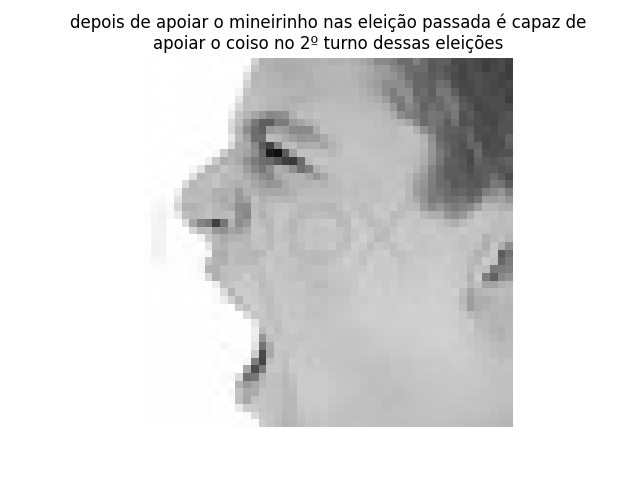 depois de apoiar o mineirinho nas eleição passada é capaz de
apoiar o coiso no 2º turno dessas eleições